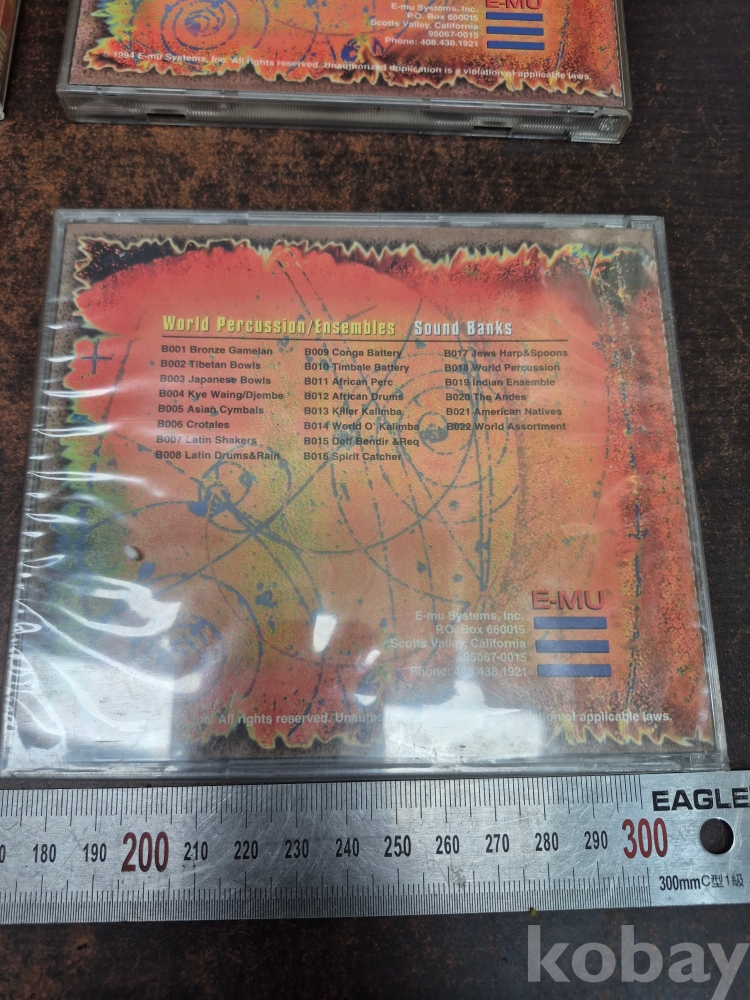 E-MU
E-mu Systems, Inc.
P.O. Box 660015
Scotts Valley, California
95067-0015
Phone: 408.438.1921
© 1994 E-mu Systems, Inc. All rights reserved. Unauthorized duplication is a violation of applicable laws.
World Percussion/Ensembles Sound Banks
B001 Bronze Gamelan
B002 Tibetan Bowls
B003 Japanese Bowls
B004 Kye Waing/Djembe
B005 Asian Cymbals
B006 Crotales
B007 Latin Shakers
B008 Latin Drums&Rain
B009 Conga Battery
B010 Timbale Battery
B011 African Perc
B012 African Drums
B013 Killer Kalimba
B014 World O' Kalimba
B015 Deff Bendir &Req
B016 Spirit Catcher
B017 Jews Harp&Spoons
B018 World Percussion
B019 Indian Ensemble
B020 The Andes
B021 American Natives
B022 World Assortment
E-MU
E-mu Systems, Inc.
P.O. Box 660015
Scotts Valley, California
95067-0015
Phone: 408.438.1921
All rights reserved. of applicable laws.
EAGLE
180 190 200 210 220 230 240 250 260 270 280 290 300
300mm C型1級
kobay